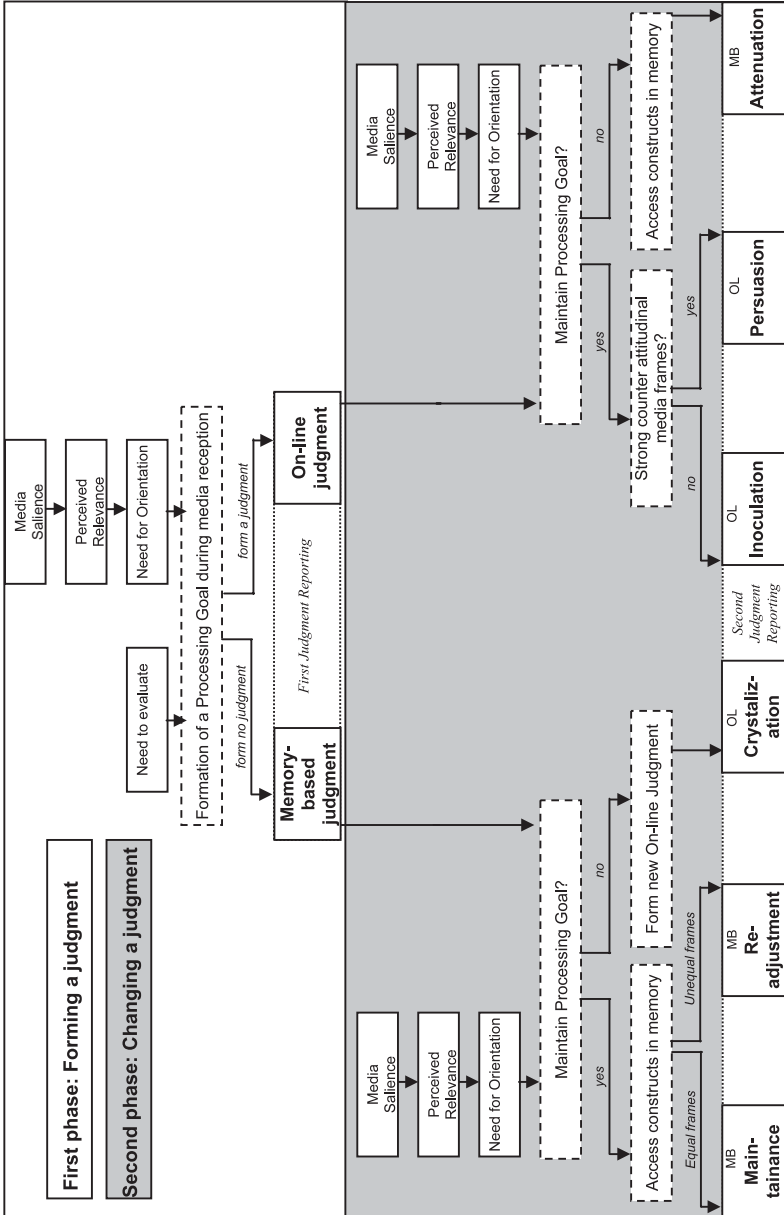 First phase: Forming a judgment
Second phase: Changing a judgment
Media
Salience
Perceived
Relevance
Need to evaluate
Need for Orientation
Formation of a Processing Goal during media reception
form no judgment
form a judgment
Memory-
based
judgment
First Judgment Reporting
On-line
judgment
Media
Salience
Perceived
Relevance
Need for Orientation
Maintain Processing Goal?
yes
no
Access constructs in memory
Form new On-line Judgment
Equal frames
Unequal frames
MB
Main-
tainance
MB
Re-
adjustment
OL
Crystaliz-
ation
Second
Judgment
Reporting
Media
Salience
Perceived
Relevance
Need for Orientation
Maintain Processing Goal?
yes
no
Strong counter attitudinal
media frames?
Access constructs in memory
no
yes
OL
Inoculation
OL
Persuasion
MB
Attenuation